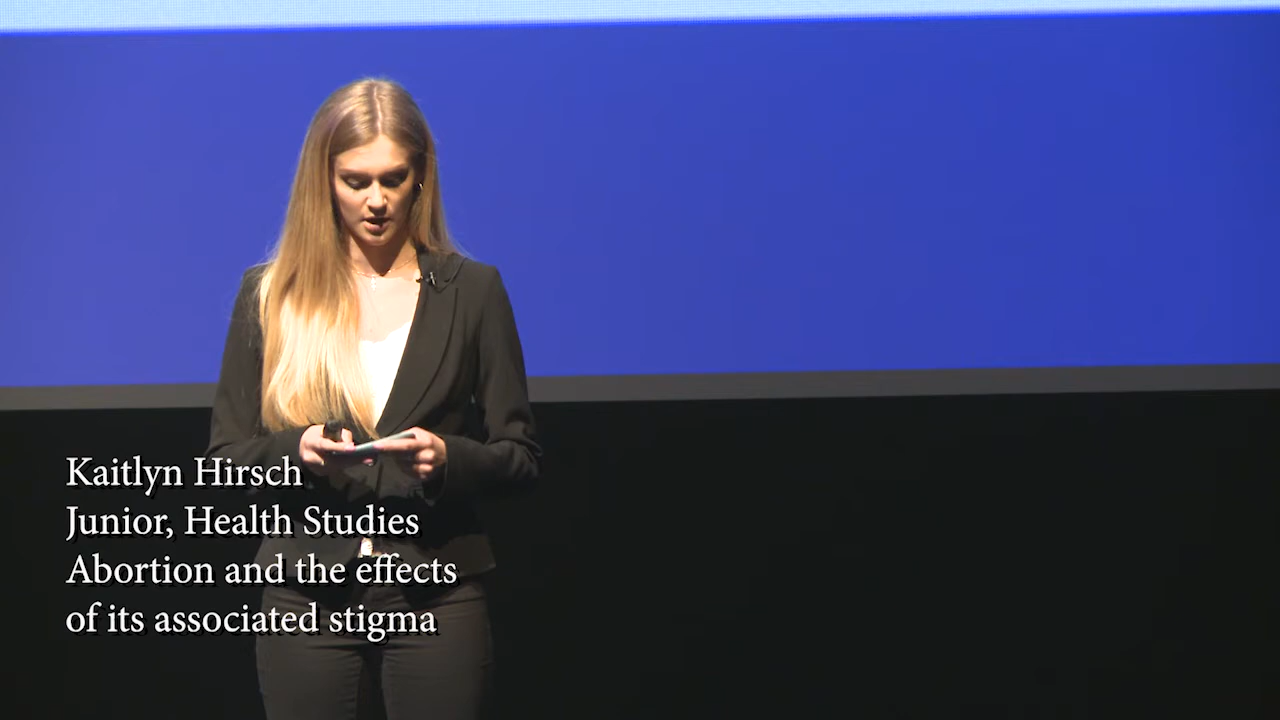 Kaitlyn Hirsch
Junior, Health Studies
Abortion and the effects
of its associated stigma